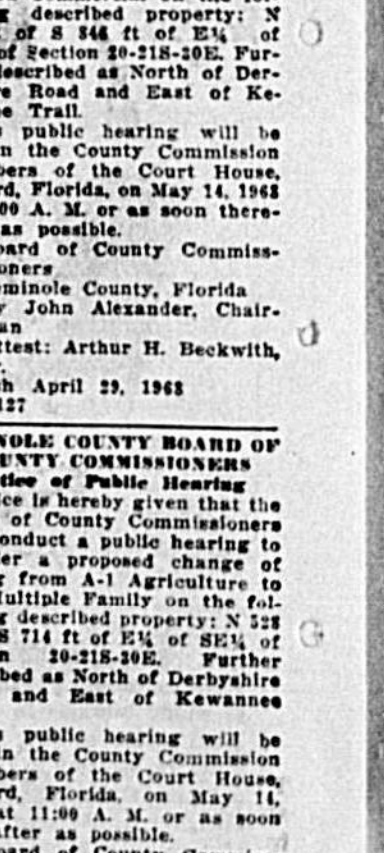 described property: N
of S 846 ft of E¼ of
of Section 20-21S-30E. Fur-
described as North of Der-
e Road and East of Ke-
e Trail.
public hearing will be
n the County Commission
bers of the Court House,
rd, Florida, on May 14, 1968
00 A. M. or as soon there-
as possible.
oard of County Commiss-
oners
minole County, Florida
y John Alexander, Chair-
an
ttest: Arthur H. Beckwith,
h April 29, 1968
127
NOLE COUNTY BOARD OF
UNTY COMMISSIONERS
tice of Public Hearing
ice is hereby given that the
of County Commissioners
onduct a public hearing to
er a proposed change of
g from A-1 Agriculture to
Multiple Family on the fol-
g described property: N 528
S 714 ft of E¼ of SE¼ of
n 20-21S-30E. Further
bed as North of Derbyshire
and East of Kewannee
public hearing will be
n the County Commission
bers of the Court House,
rd, Florida, on May 14,
at 11:00 A. M. or as soon
after as possible.